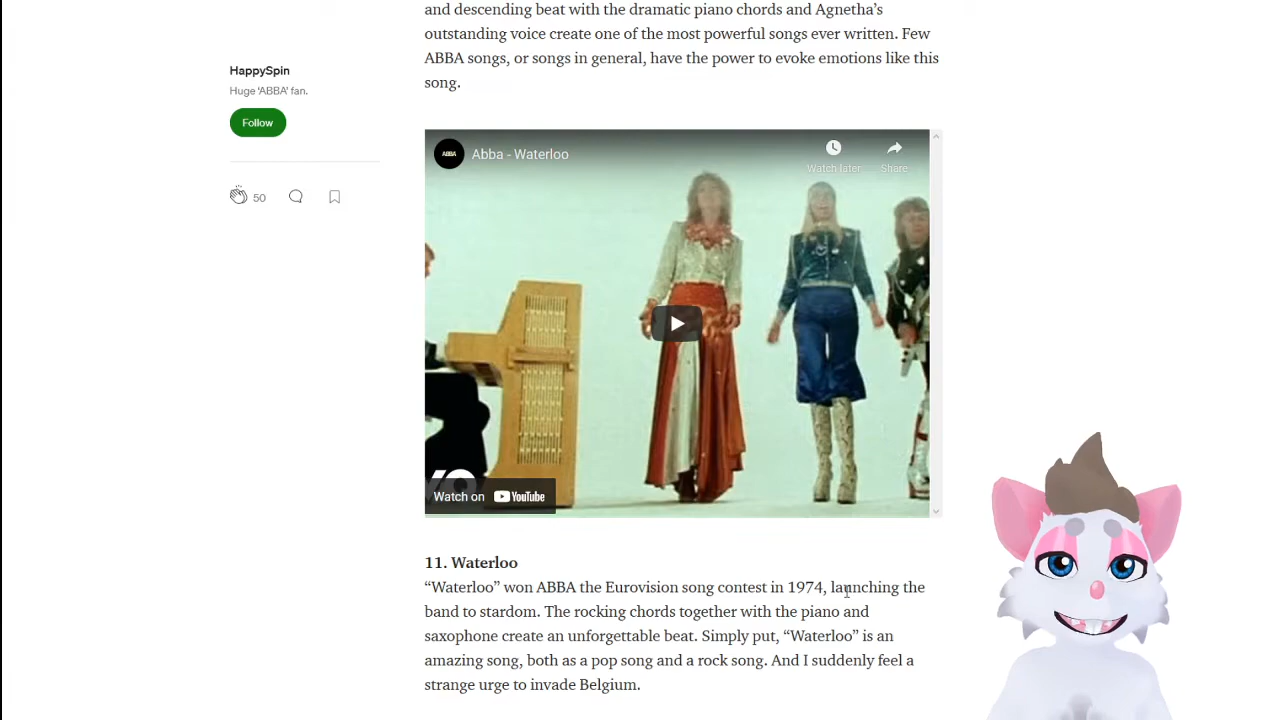 and descending beat with the dramatic piano chords and Agnetha’s
outstanding voice create one of the most powerful songs ever written. Few
ABBA songs, or songs in general, have the power to evoke emotions like this
song.
HappySpin
Huge ‘ABBA’ fan.
Follow
50
ABBA
Abba - Waterloo
Watch later
Share
Watch on YouTube
11. Waterloo
“Waterloo” won ABBA the Eurovision song contest in 1974, launching the
band to stardom. The rocking chords together with the piano and
saxophone create an unforgettable beat. Simply put, “Waterloo” is an
amazing song, both as a pop song and a rock song. And I suddenly feel a
strange urge to invade Belgium.